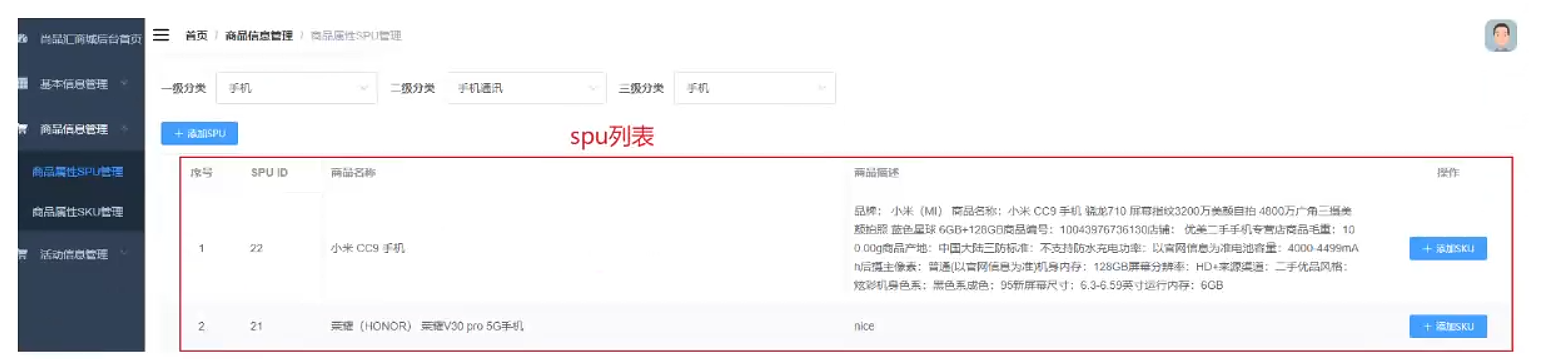 尚品汇商城后台首页
首页 / 商品信息管理 / 商品属性SPU管理
基本信息管理
商品信息管理
商品属性SPU管理
商品属性SKU管理
活动信息管理
一级分类 手机 二级分类 手机通讯 三级分类 手机
+ 添加SPU
spu列表
序号 SPU ID 商品名称 商品描述 操作
1 22 小米 CC9 手机
品牌： 小米（MI） 商品名称：小米 CC9 手机 骁龙710 屏幕指纹3200万美颜自拍 4800万广角三摄美
颜拍照 蓝色星球 6GB+128GB商品编号：10043976736130店铺： 优美二手手机专营店商品毛重：10
0.00g商品产地：中国大陆三防标准：不支持防水充电功率：以官网信息为准电池容量：4000-4499mA
h后摄主像素：普通(以官网信息为准)机身内存：128GB屏幕分辨率：HD+来源渠道：二手优品风格：
炫彩机身色系：黑色系成色：95新屏幕尺寸：6.3-6.59英寸运行内存：6GB
+ 添加SKU
2 21 荣耀（HONOR） 荣耀V30 pro 5G手机 nice + 添加SKU